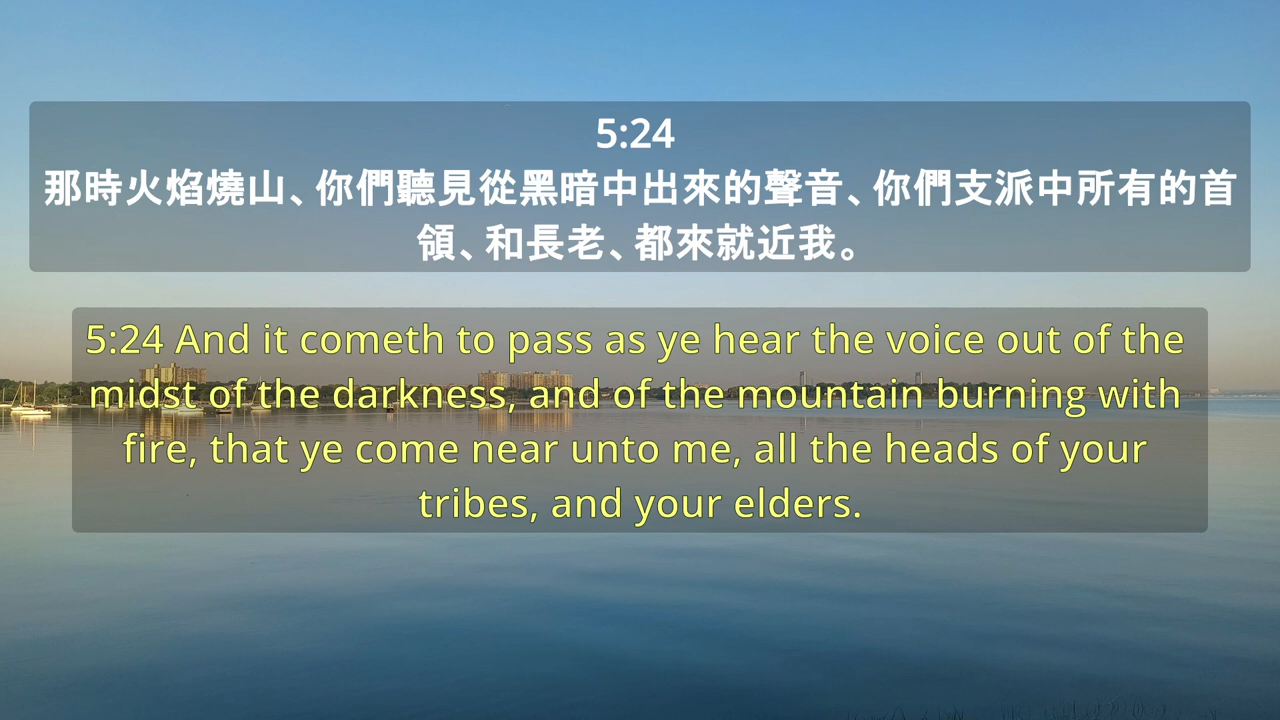 5:24
那時火焰燒山、你們聽見從黑暗中出來的聲音、你們支派中所有的首
領、和長老、都來就近我。
5:24 And it cometh to pass as ye hear the voice out of the
midst of the darkness, and of the mountain burning with
fire, that ye come near unto me, all the heads of your
tribes, and your elders.